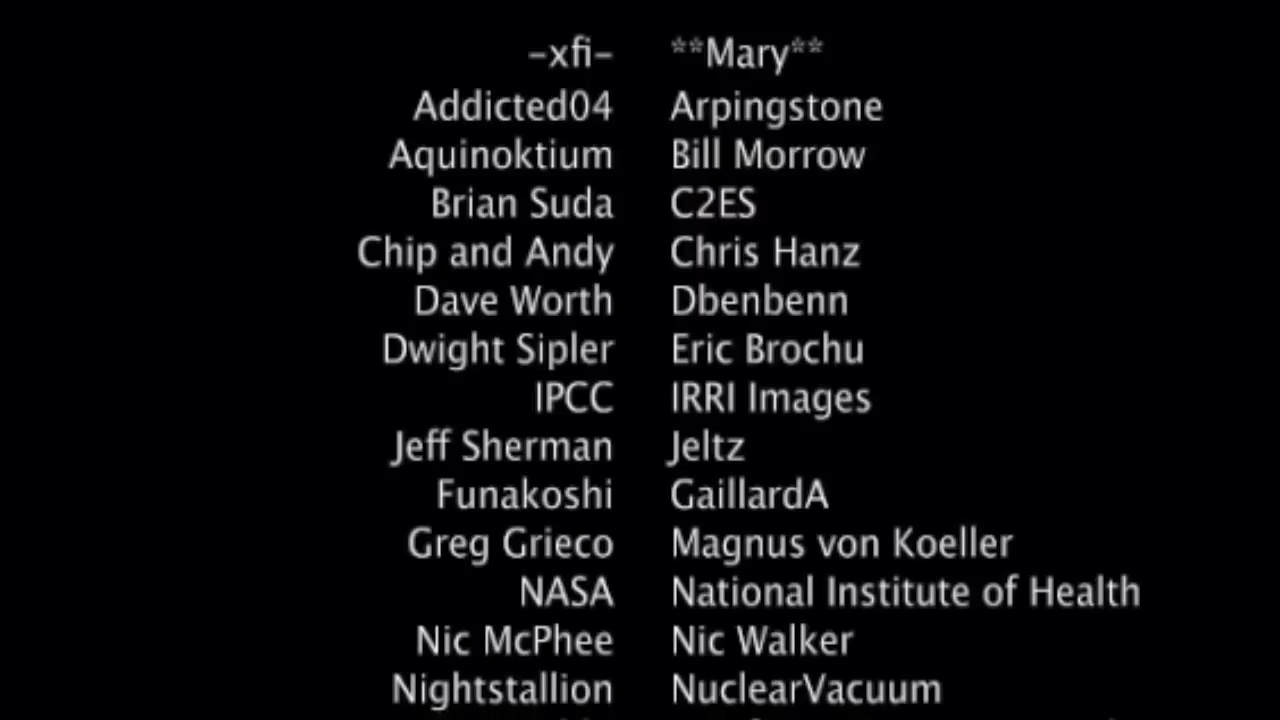 -xfi- **Mary**
Addicted04 Arpingstone
Aquinoktium Bill Morrow
Brian Suda C2ES
Chip and Andy Chris Hanz
Dave Worth Dbenbenn
Dwight Sipler Eric Brochu
IPCC IRRI Images
Jeff Sherman Jeltz
Funakoshi GaillardA
Greg Grieco Magnus von Koeller
NASA National Institute of Health
Nic McPhee Nic Walker
Nightstallion NuclearVacuum